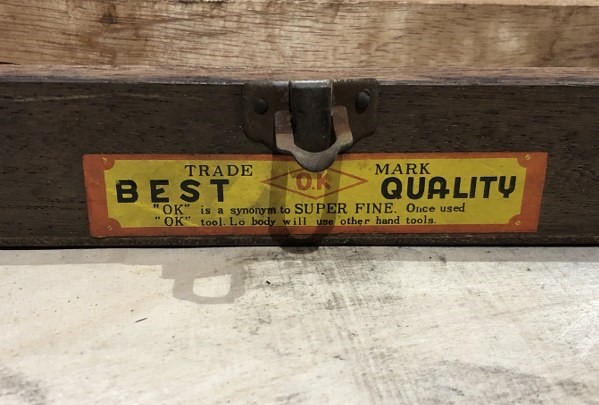 TRADE MARK
BEST O.K QUALITY
"OK" is a synonym to SUPER FINE. Once used
"OK" tool. Lo body will use other hand tools.